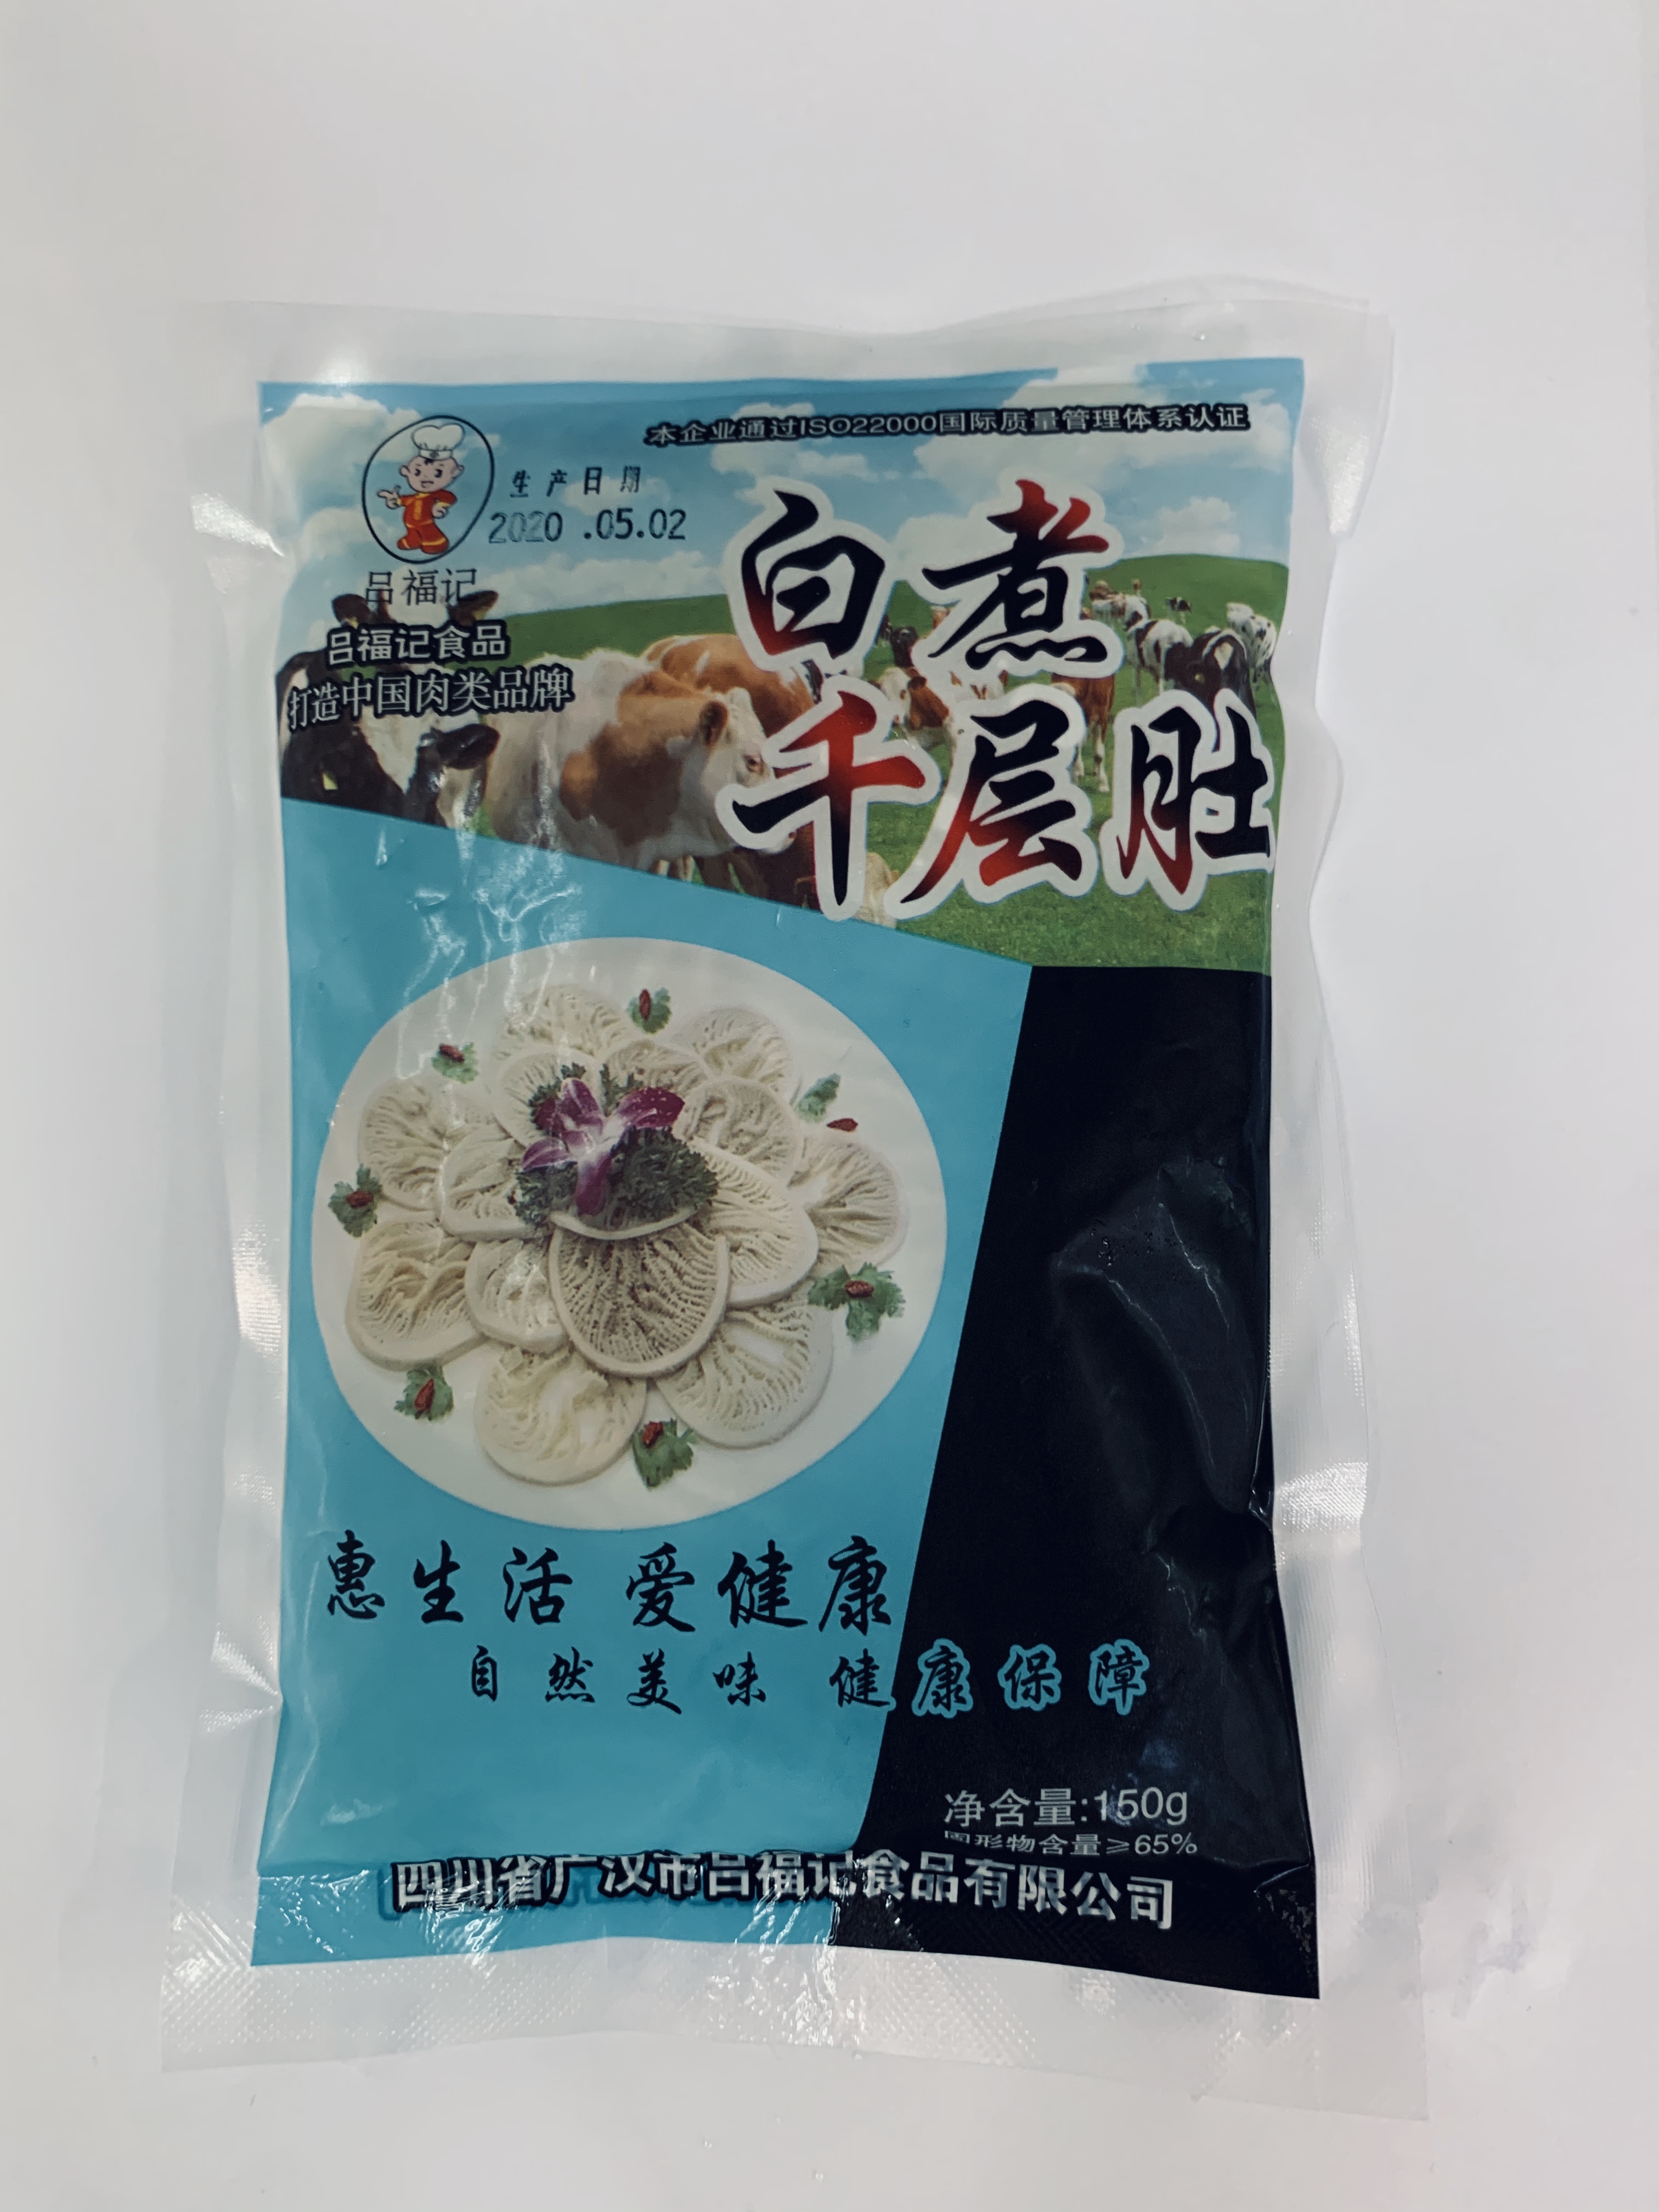 本企业通过ISO22000国际质量管理体系认证
生产日期
2020 .05.02
吕福记
吕福记食品
打造中国肉类品牌
白煮
千层肚
惠生活 爱健康
自然美味 健康保障
净含量:150g
固形物含量≥65%
四川省广汉市吕福记食品有限公司